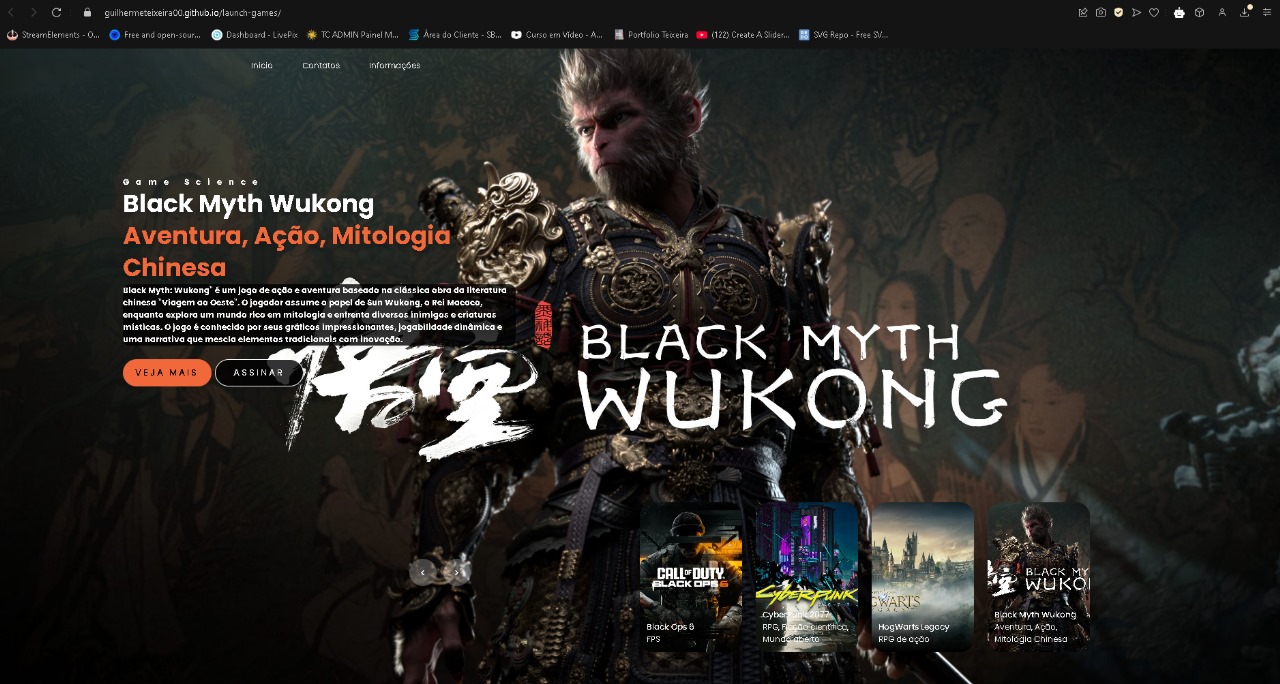 guilhermeteixeira00.github.io/launch-games/
StreamElements - O...
Free and open-sour...
Dashboard - LivePix
TC ADMIN Painel M...
Área do Cliente - SB...
Curso em Vídeo - A...
Portfolio Teixeira
(122) Create A Slider...
SVG Repo - Free SV...
Inicio
Contatos
Informações
Game Science
Black Myth Wukong
Aventura, Ação, Mitologia
Chinesa
Black Myth: Wukong" é um jogo de ação e aventura baseado na clássica obra da literatura
chinesa "Viagem ao Oeste". O jogador assume o papel de Sun Wukong, o Rei Macaco,
enquanto explora um mundo rico em mitologia e enfrenta diversos inimigos e criaturas
místicas. O jogo é conhecido por seus gráficos impressionantes, jogabilidade dinâmica e
uma narrativa que mescla elementos tradicionais com inovação.
VEJA MAIS
ASSINAR
悟空
BLACK MYTH
WUKONG
CALL OF DUTY
BLACK OPS 6
Black Ops 6
FPS
CYBERPUNK
Cyberpunk 2077
RPG, Ficção científica,
Mundo aberto
GWARTS
HogWarts Legacy
RPG de ação
BLACK MY
WUKO
Black Myth Wukong
Aventura, Ação,
Mitologia Chinesa